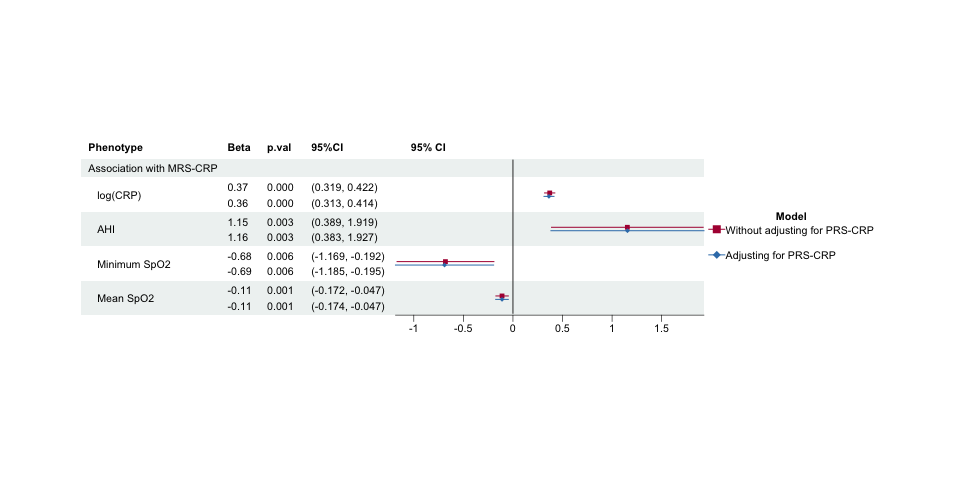 Phenotype Beta p.val 95%CI 95% CI
Association with MRS-CRP
log(CRP)
0.37 0.000 (0.319, 0.422)
0.36 0.000 (0.313, 0.414)
AHI
1.15 0.003 (0.389, 1.919)
1.16 0.003 (0.383, 1.927)
Minimum SpO2
-0.68 0.006 (-1.169, -0.192)
-0.69 0.006 (-1.185, -0.195)
Mean SpO2
-0.11 0.001 (-0.172, -0.047)
-0.11 0.001 (-0.174, -0.047)
-1 -0.5 0 0.5 1 1.5
Model
Without adjusting for PRS-CRP
Adjusting for PRS-CRP